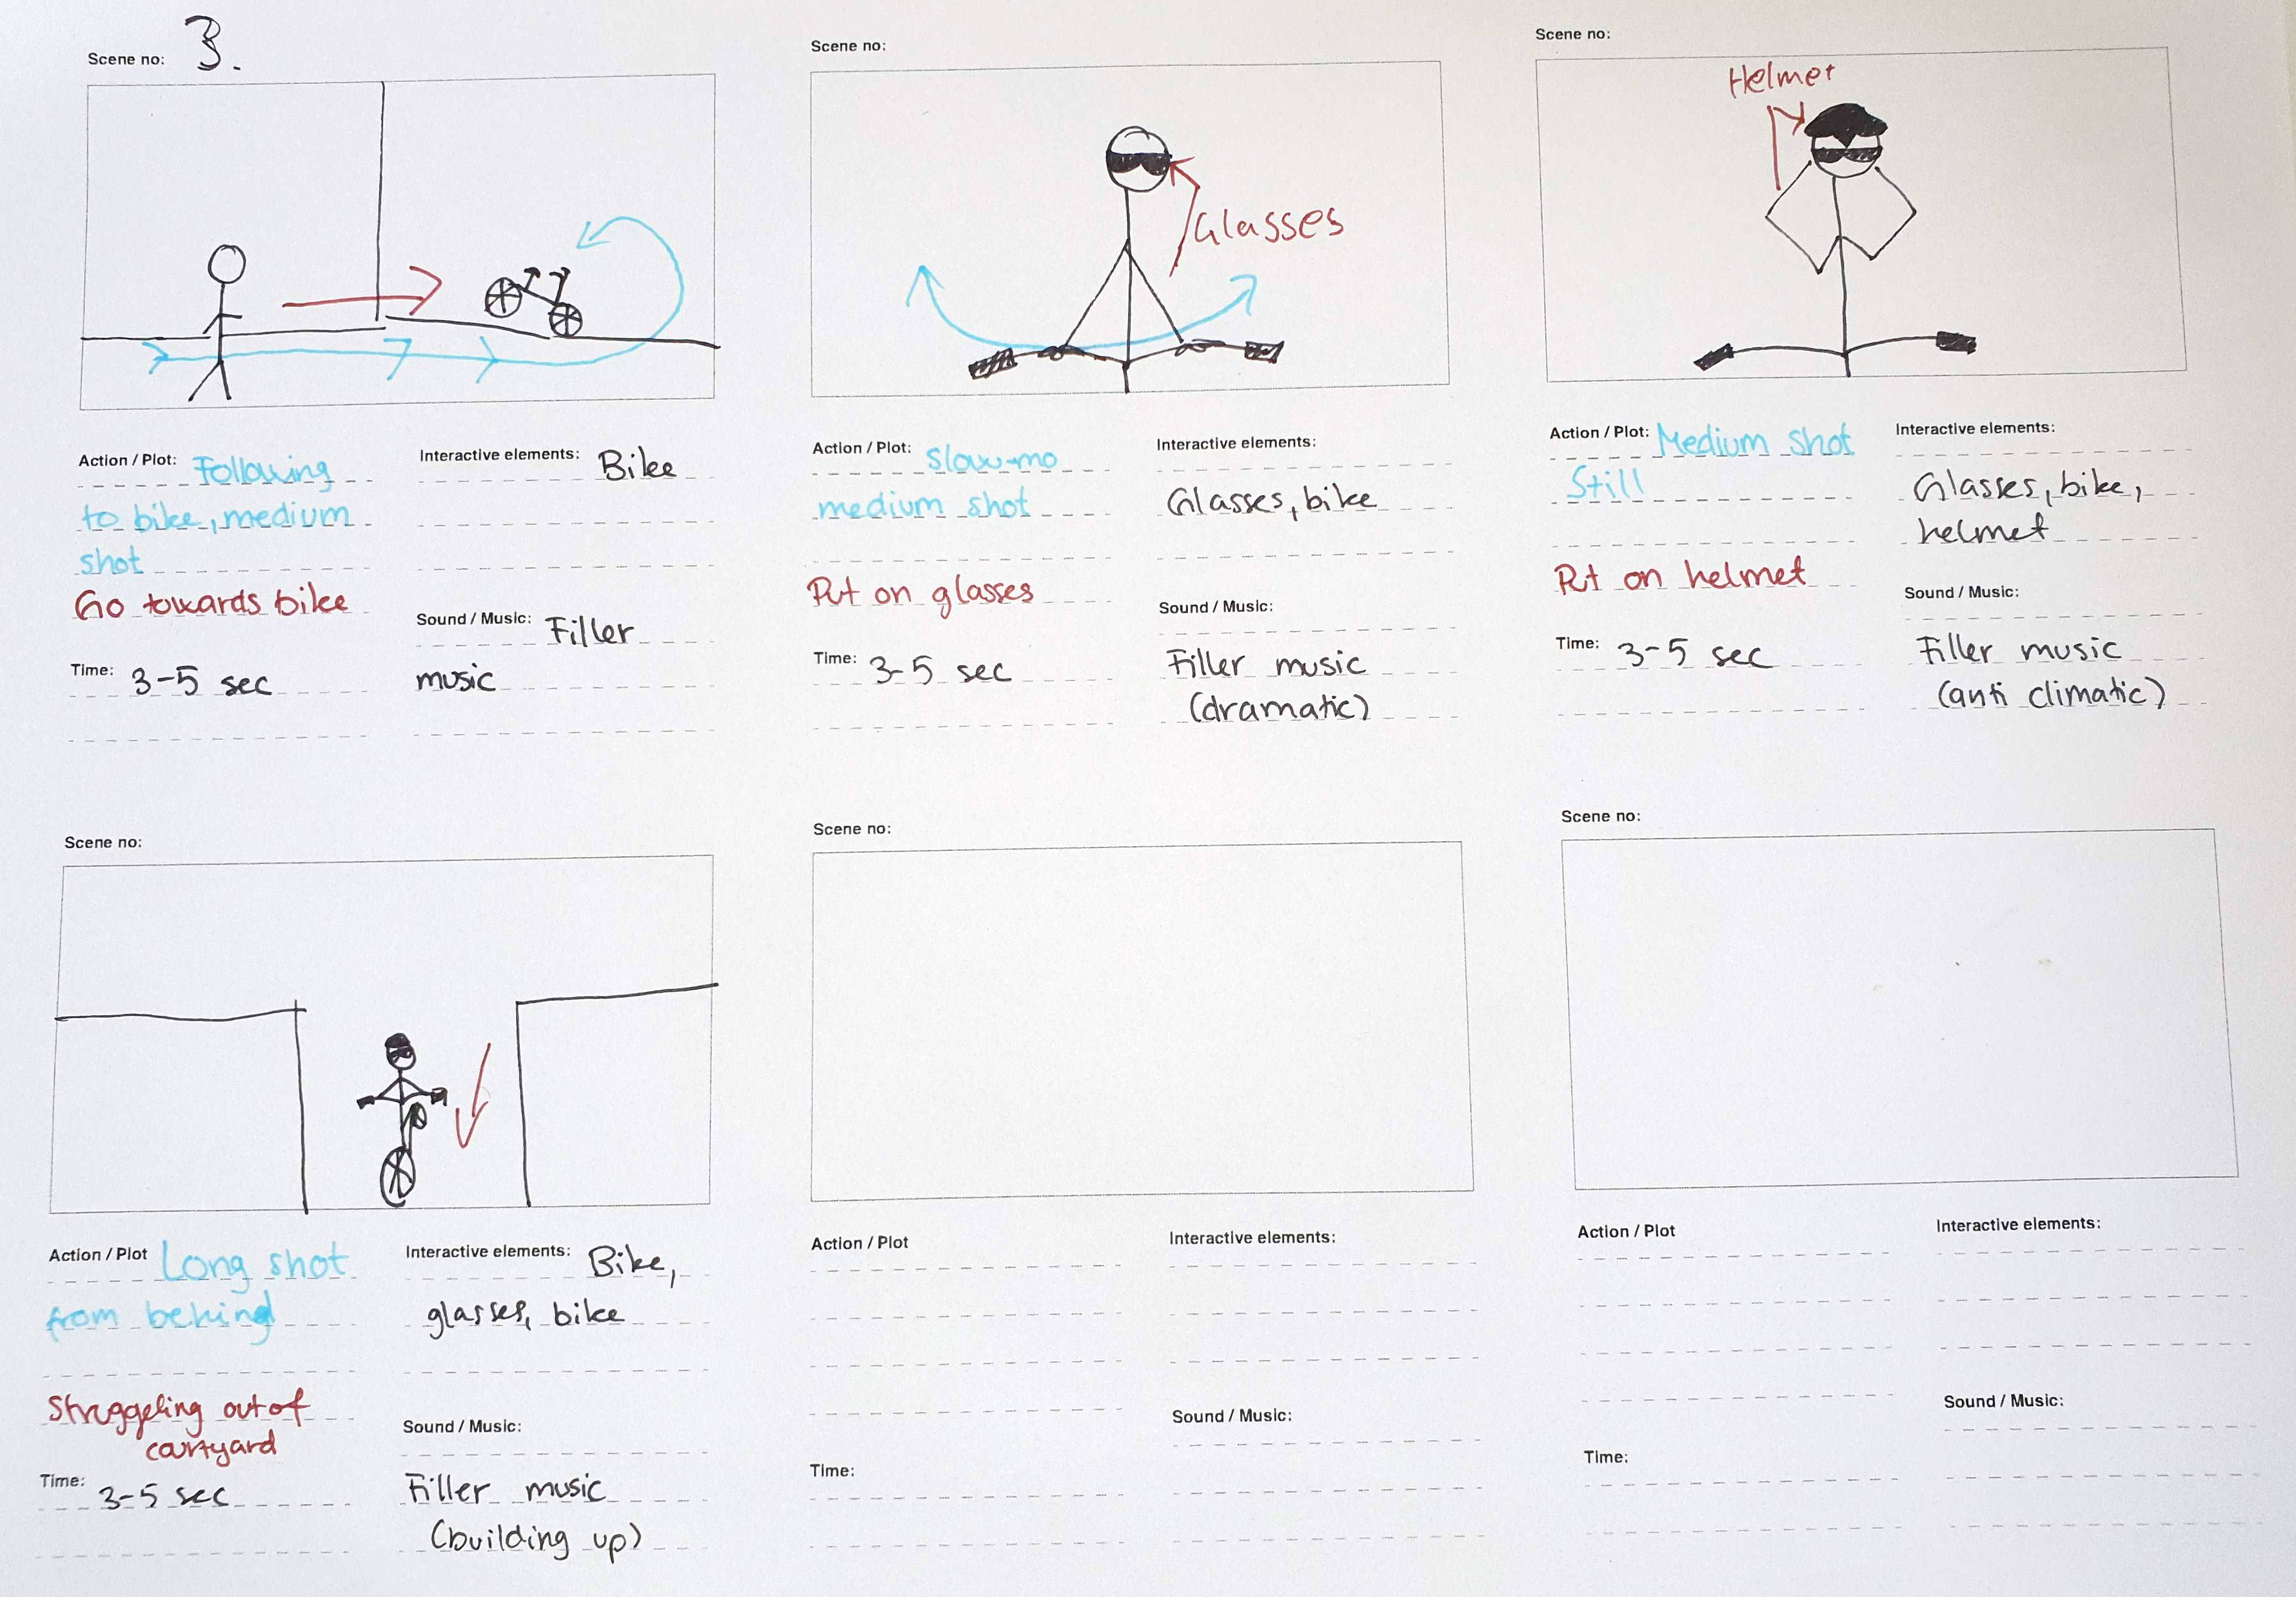 Scene no: 3.
Action / Plot: Following
to bike, medium
shot
Go towards bike
Time: 3-5 sec
Interactive elements: Bike
Sound / Music: Filler
music
Scene no:
Glasses
Action / Plot: Slow-mo
medium shot
Put on glasses
Time: 3-5 sec
Interactive elements:
Glasses, bike
Sound / Music:
Filler music
(dramatic)
Scene no:
Helmet
Action / Plot: Medium shot
Still
Put on helmet
Time: 3-5 sec
Interactive elements:
Glasses, bike,
helmet
Sound / Music:
Filler music
(anti climatic)
Scene no:
Action / Plot Long shot
from behind
Struggeling out of
courtyard
Time: 3-5 sec
Interactive elements: Bike,
glasses, bike
Sound / Music:
Filler music
(building up)
Scene no:
Action / Plot
Time:
Interactive elements:
Sound / Music:
Scene no:
Action / Plot
Time:
Interactive elements:
Sound / Music: